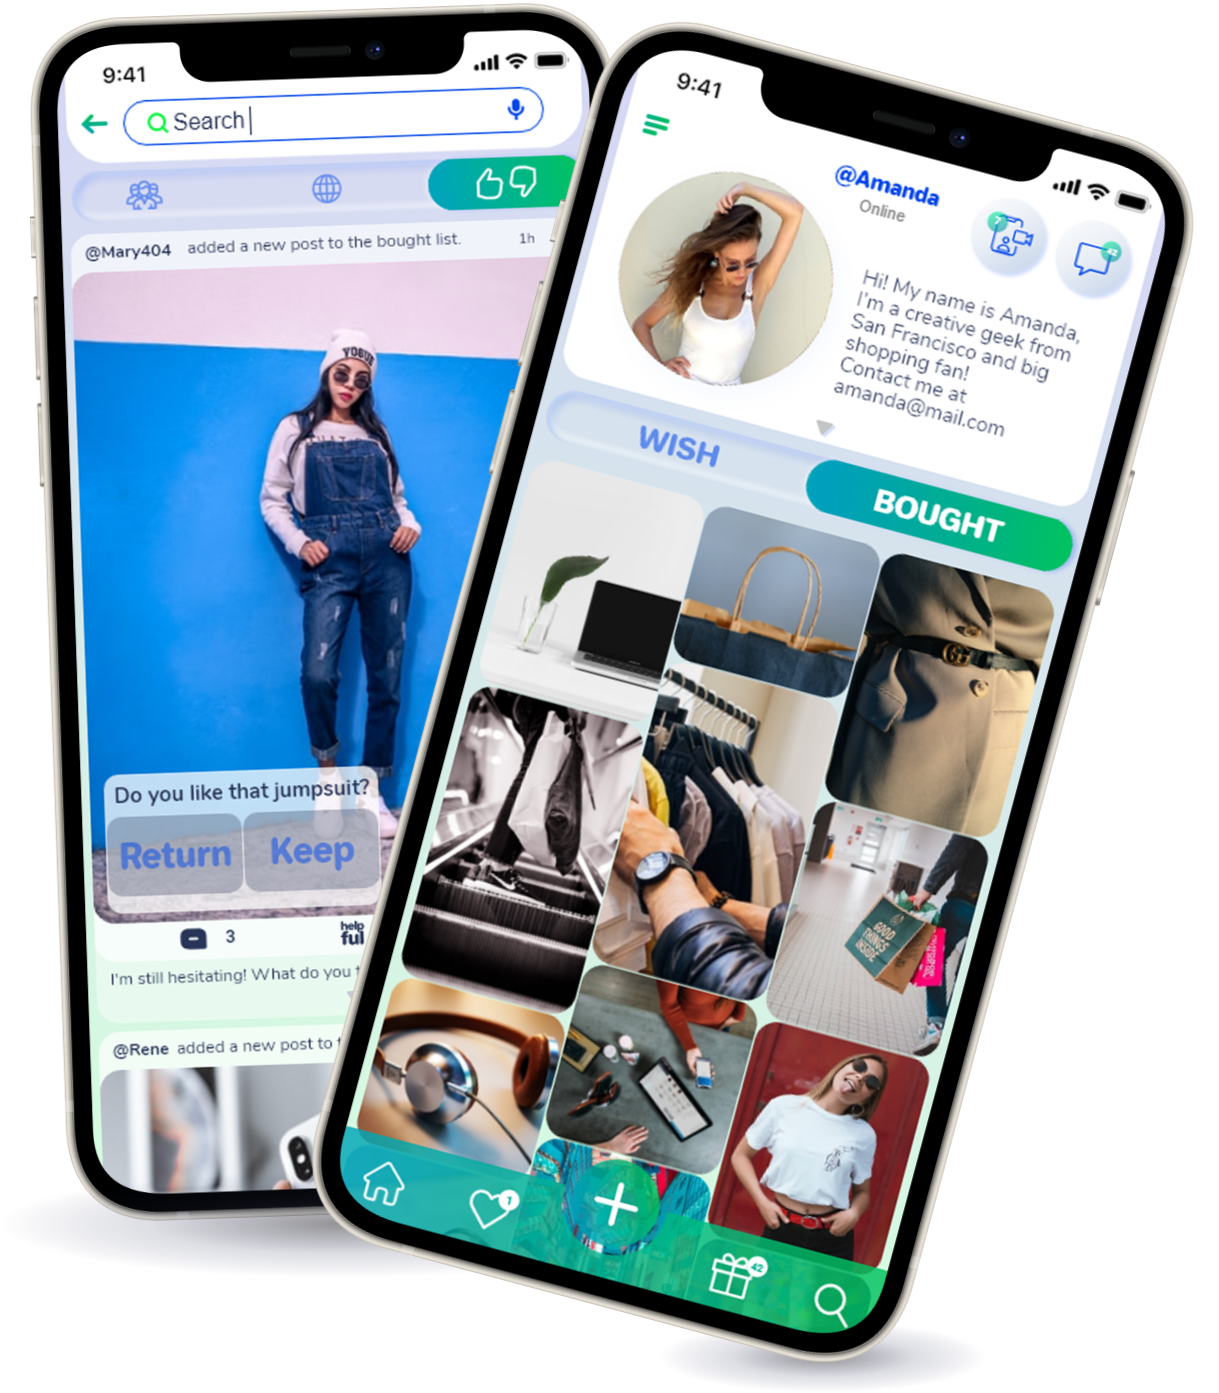 9:41
Search
@Mary404 added a new post to the bought list. 1h
YOGUE
Do you like that jumpsuit?
Return Keep
3
help
ful
I'm still hesitating! What do you
@Rene added a new post to
9:41
@Amanda
Online
7
42
Hi! My name is Amanda,
I'm a creative geek from
San Francisco and big
shopping fan!
Contact me at
amanda@mail.com
WISH
BOUGHT
GOOD
THINGS
INSIDE
1
42